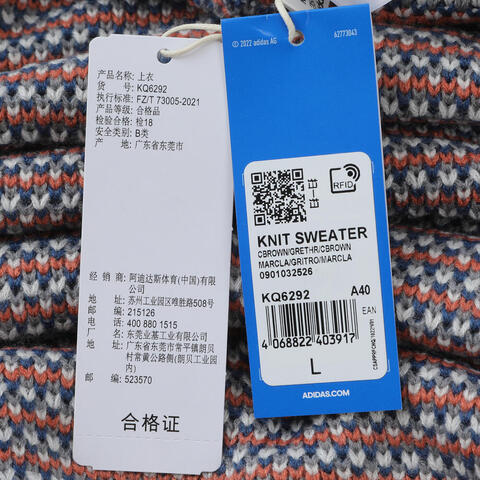 产品名称: 上衣
货 号: KQ6292
执行标准: FZ/T 73005-2021
产品等级: 合格品
检验合格: 检18
安全类别: B类
产 地: 广东省东莞市
经 销 商: 阿迪达斯体育(中国)有限
公司
地 址: 苏州工业园区唯胜路508号
邮 编: 215126
电 话: 400 880 1515
厂 名: 东莞业基工业有限公司
地 址: 广东省东莞市常平镇朗贝
村常黄公路侧(朗贝工业园
内)
邮 编: 523570
合格证
© 2022 adidas AG
62773043
RFID
KNIT SWEATER
CBROWN/GRETHR/CBROWN
MARCLA/GRITRO/MARCLA
0901032526
KQ6292 A40
EAN
4 068822 403917
L
ADIDAS.COM